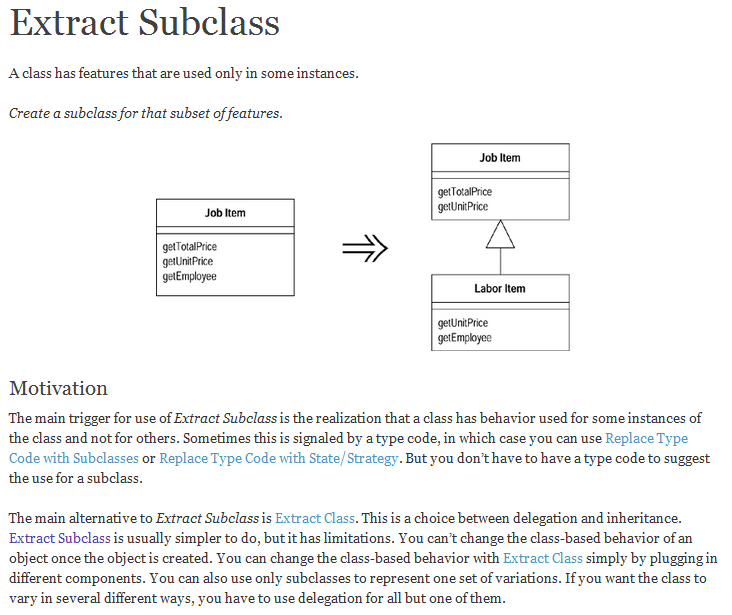 Extract Subclass
A class has features that are used only in some instances.
Create a subclass for that subset of features.
Job Item
getTotalPrice
getUnitPrice
getEmployee
Job Item
getTotalPrice
getUnitPrice
Labor Item
getUnitPrice
getEmployee
Motivation
The main trigger for use of Extract Subclass is the realization that a class has behavior used for some instances of
the class and not for others. Sometimes this is signaled by a type code, in which case you can use Replace Type
Code with Subclasses or Replace Type Code with State/Strategy. But you don’t have to have a type code to suggest
the use for a subclass.
The main alternative to Extract Subclass is Extract Class. This is a choice between delegation and inheritance.
Extract Subclass is usually simpler to do, but it has limitations. You can’t change the class-based behavior of an
object once the object is created. You can change the class-based behavior with Extract Class simply by plugging in
different components. You can also use only subclasses to represent one set of variations. If you want the class to
vary in several different ways, you have to use delegation for all but one of them.